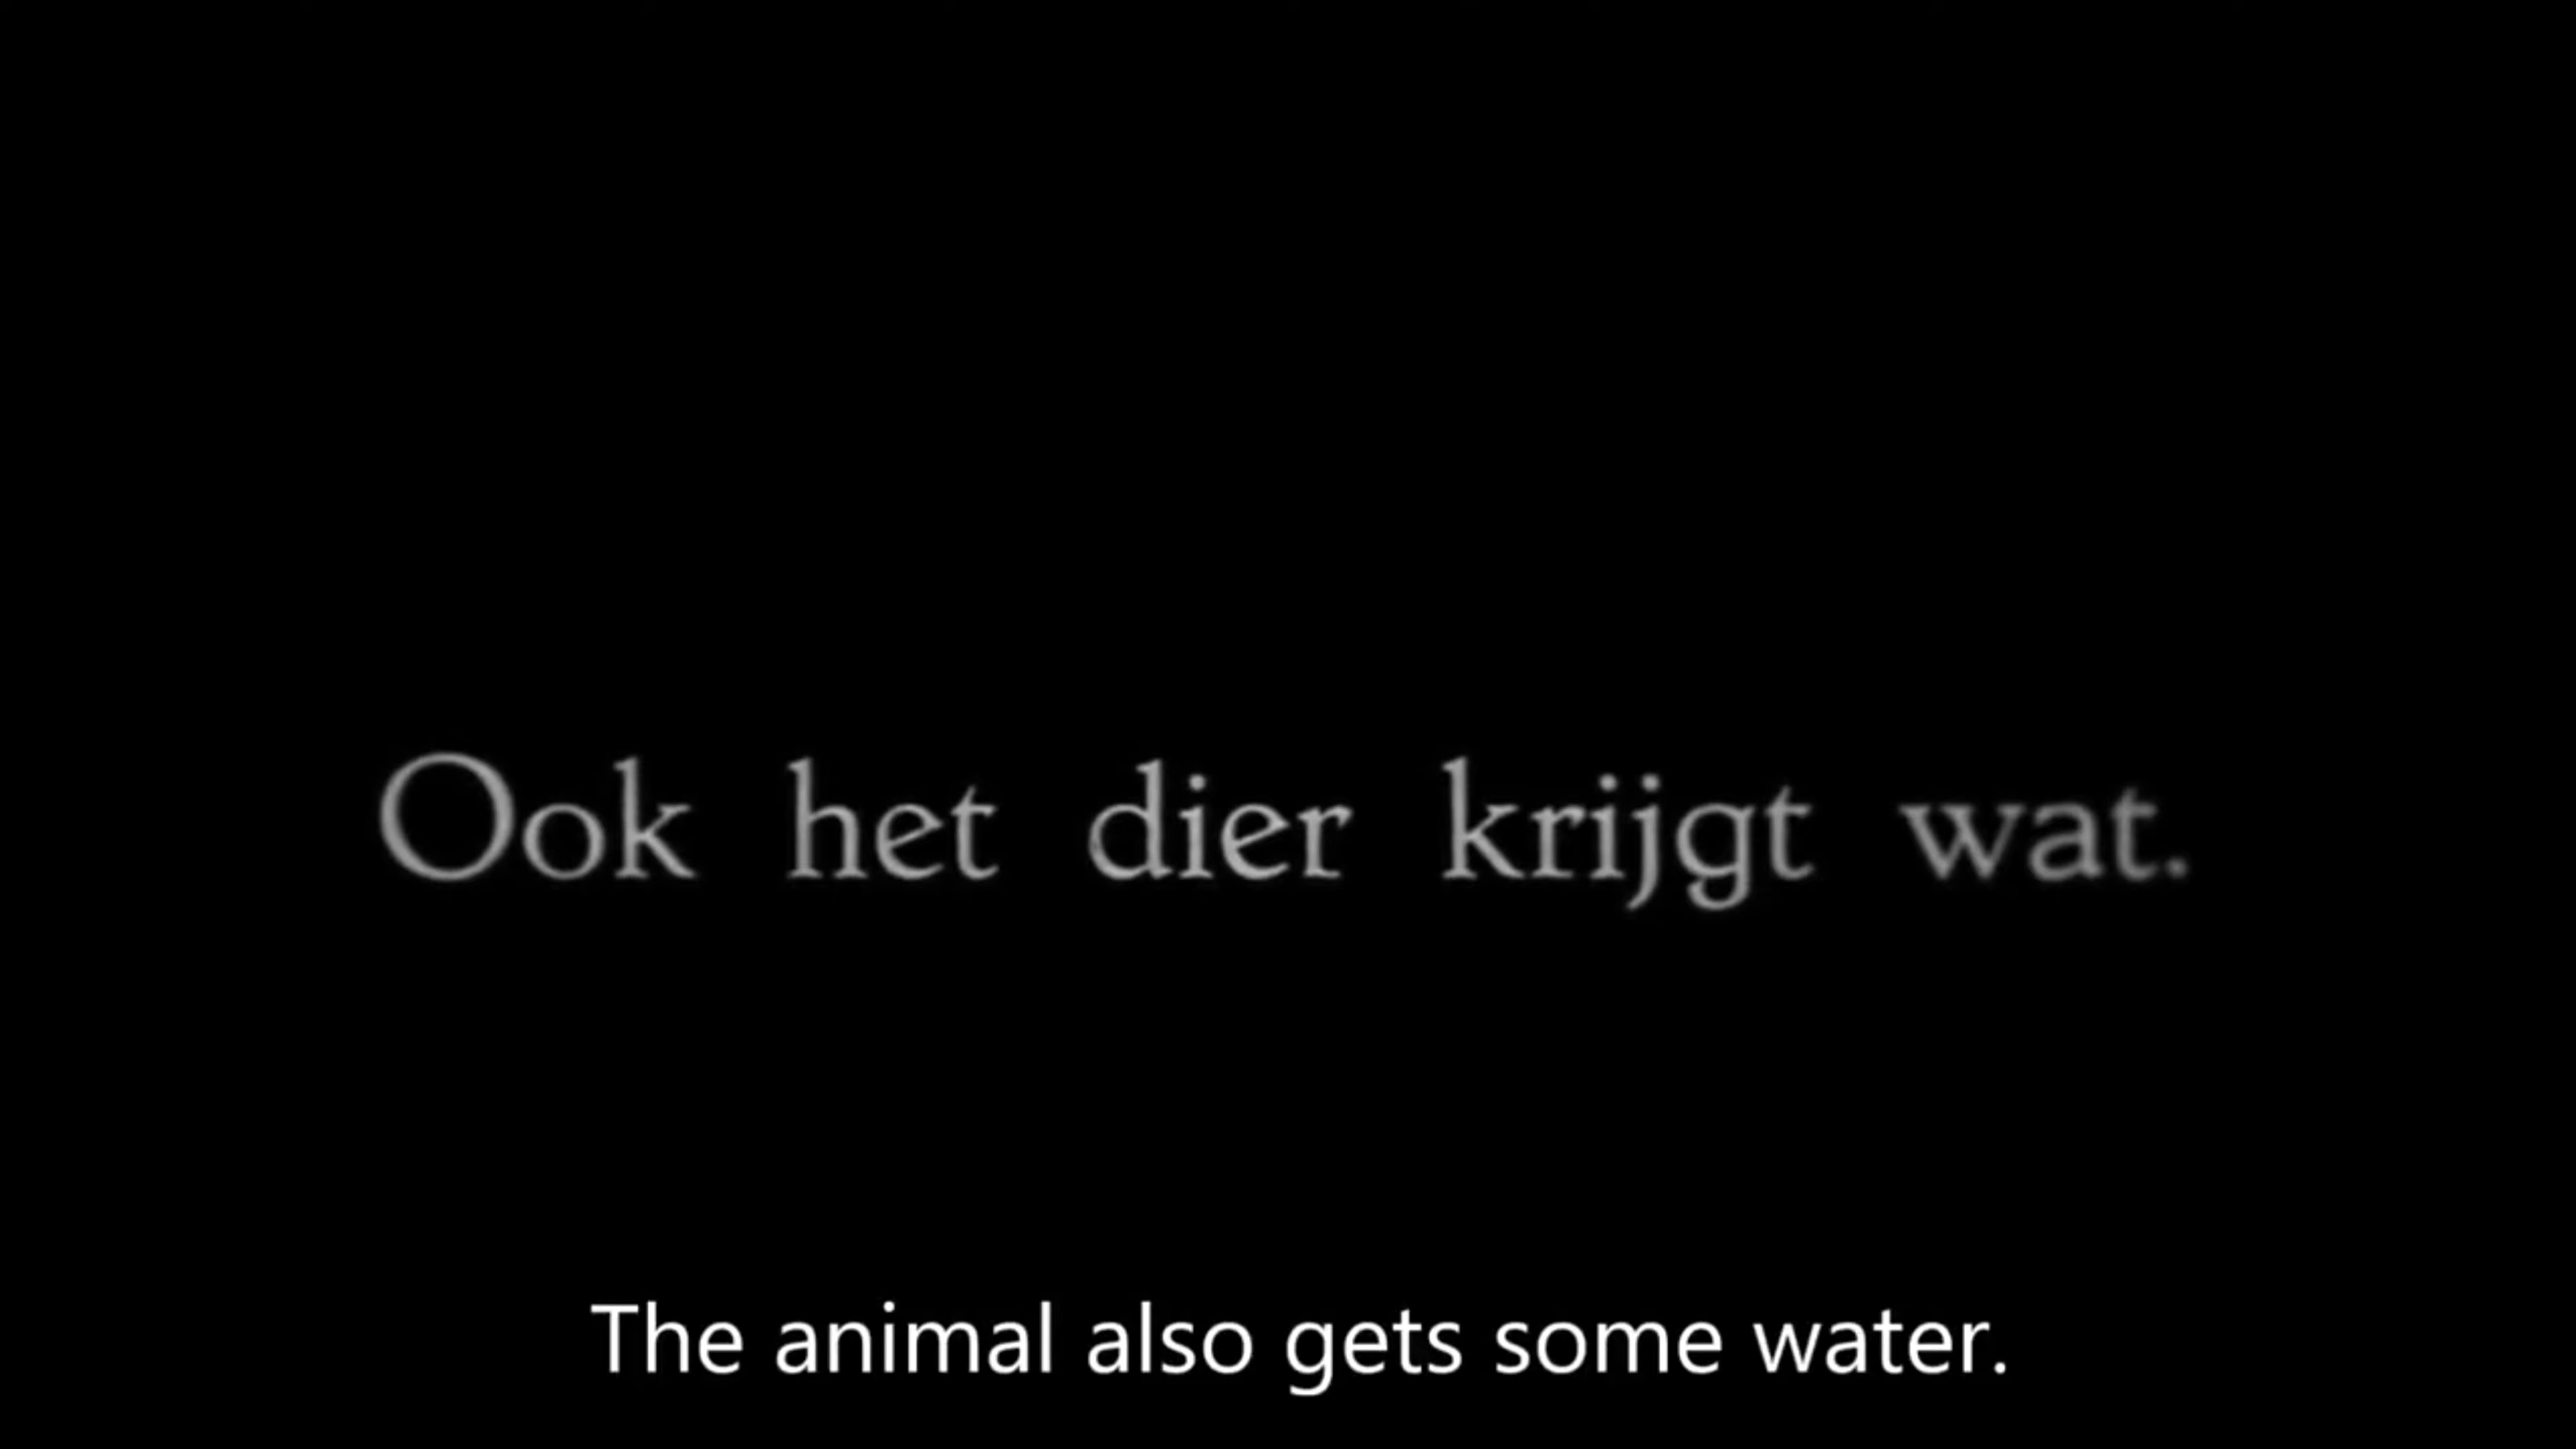 Ook het dier krijgt wat.
The animal also gets some water.